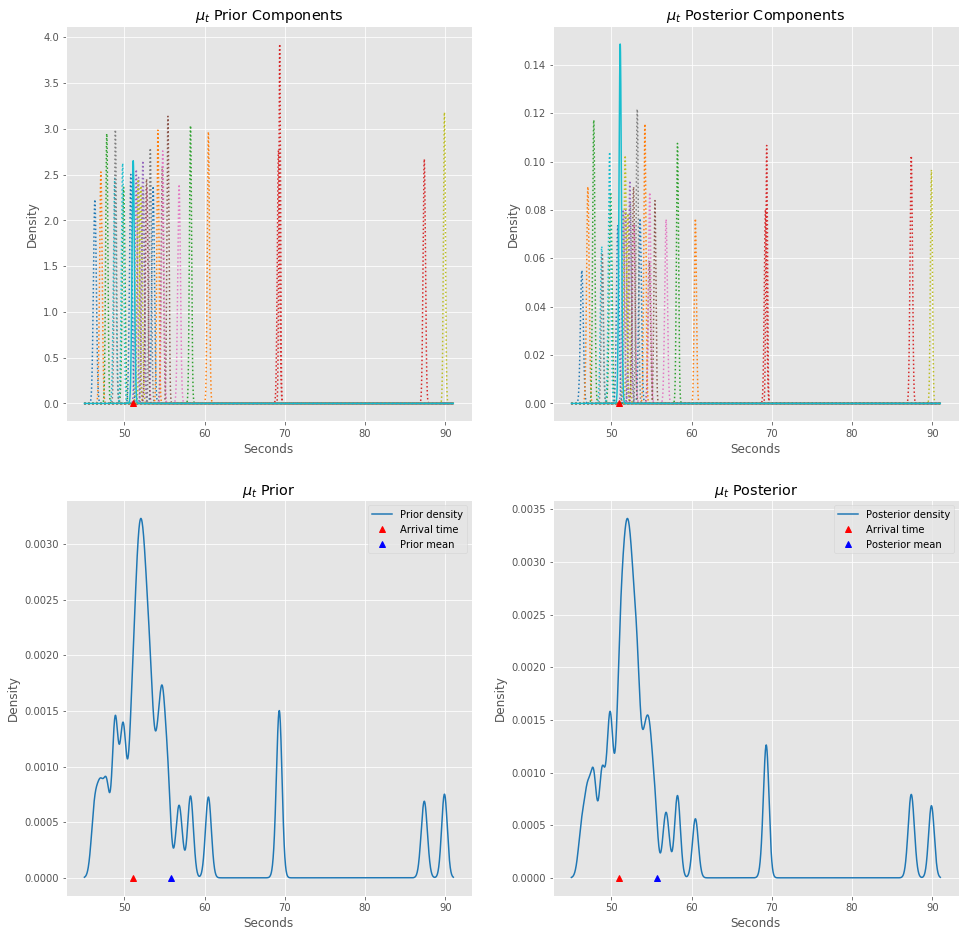 μt Prior Components
4.0
3.5
3.0
2.5
2.0
1.5
1.0
0.5
0.0
Density
50 60 70 80 90
Seconds
μt Posterior Components
0.14
0.12
0.10
0.08
0.06
0.04
0.02
0.00
Density
50 60 70 80 90
Seconds
μt Prior
Prior density
Arrival time
Prior mean
0.0030
0.0025
0.0020
0.0015
0.0010
0.0005
0.0000
Density
50 60 70 80 90
Seconds
μt Posterior
Posterior density
Arrival time
Posterior mean
0.0035
0.0030
0.0025
0.0020
0.0015
0.0010
0.0005
0.0000
Density
50 60 70 80 90
Seconds